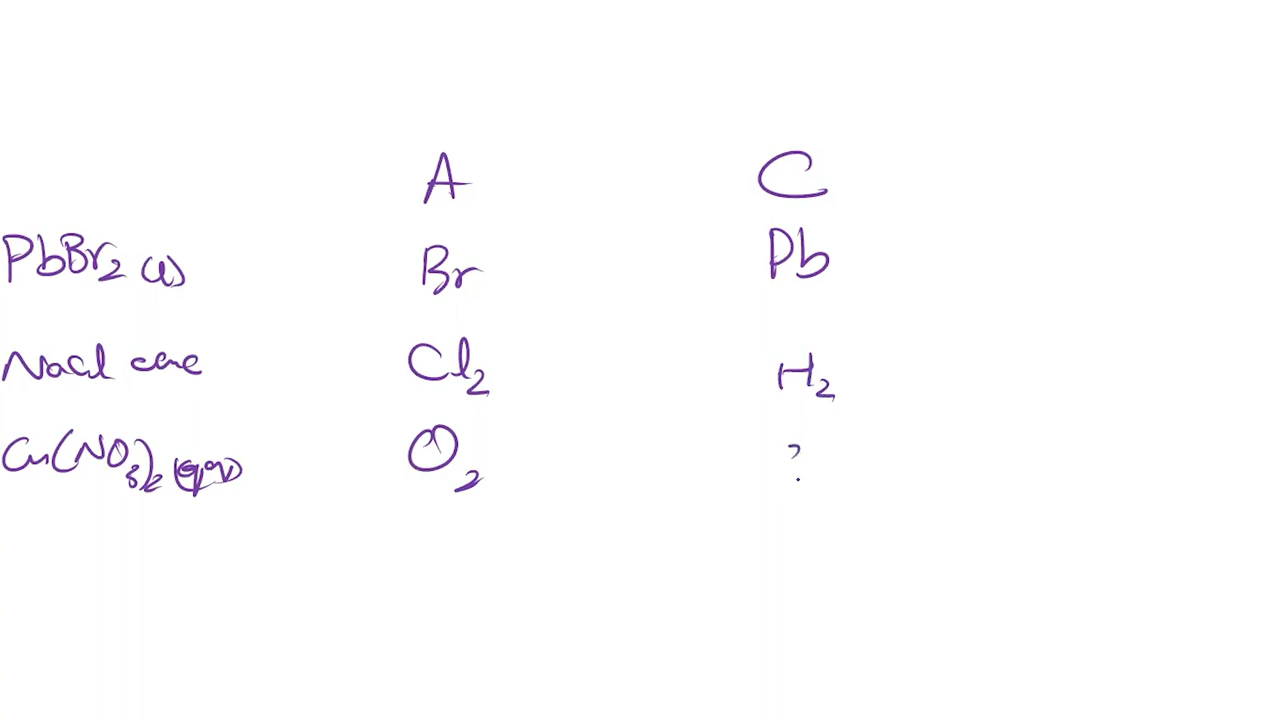 A C
PbBr2 (l) Br Pb
NaCl conc Cl2 H2
Cu(NO3)2 (aq) O2 ?